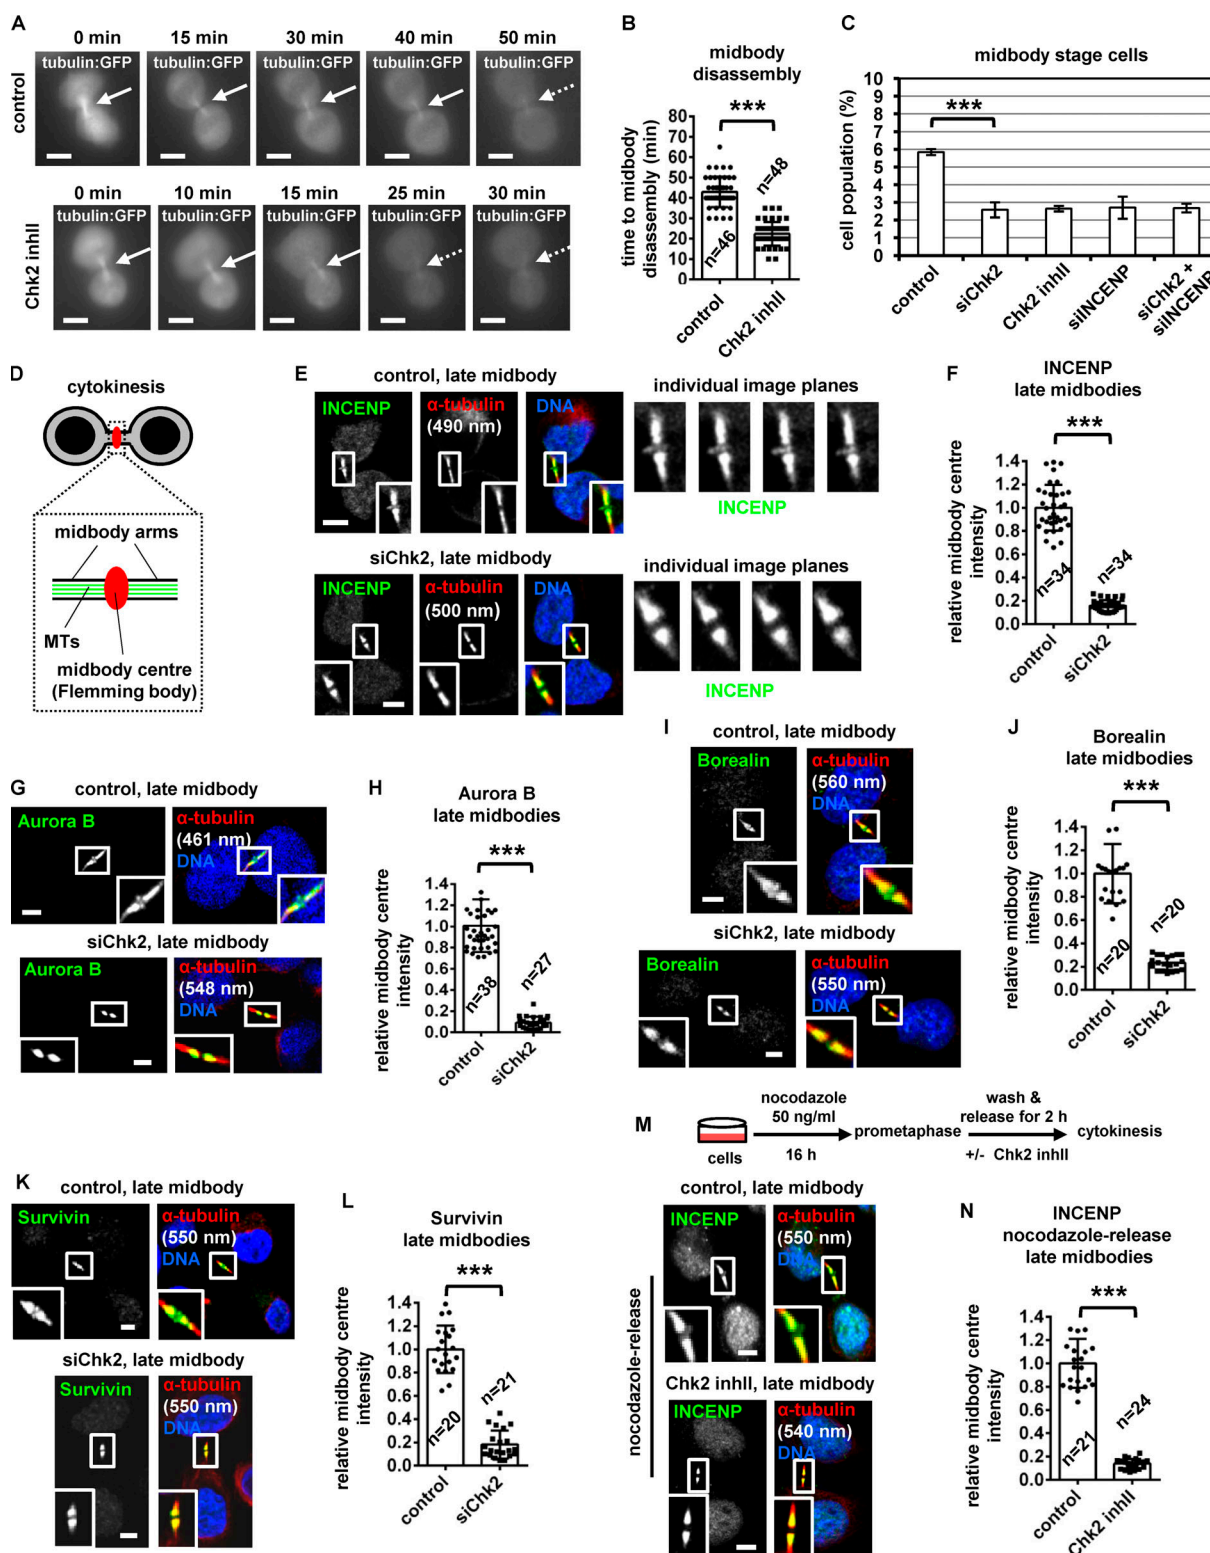 A
0 min 15 min 30 min 40 min 50 min
control
tubulin:GFP tubulin:GFP tubulin:GFP tubulin:GFP tubulin:GFP
0 min 10 min 15 min 25 min 30 min
Chk2 inhII
tubulin:GFP tubulin:GFP tubulin:GFP tubulin:GFP tubulin:GFP
B
midbody
disassembly
***
time to midbody
disassembly (min)
80
70
60
50
40
30
20
10
0
n=46
n=48
control
Chk2 inhII
C
midbody stage cells
cell population (%)
10
9
8
7
6
5
4
3
2
1
0
***
control
siChk2
Chk2 inhII
siINCENP
siChk2 +
siINCENP
D
cytokinesis
midbody arms
MTs
midbody centre
(Flemming body)
E
control, late midbody
INCENP
α-tubulin
(490 nm)
DNA
individual image planes
INCENP
siChk2, late midbody
INCENP
α-tubulin
(500 nm)
DNA
individual image planes
INCENP
F
INCENP
late midbodies
***
relative midbody centre
intensity
1.4
1.2
1.0
0.8
0.6
0.4
0.2
0.0
n=34
n=34
control
siChk2
G
control, late midbody
Aurora B
α-tubulin
(461 nm)
DNA
siChk2, late midbody
Aurora B
α-tubulin
(548 nm)
DNA
H
Aurora B
late midbodies
***
relative midbody centre
intensity
1.4
1.2
1.0
0.8
0.6
0.4
0.2
0.0
n=38
n=27
control
siChk2
I
control, late midbody
Borealin
α-tubulin
(560 nm)
DNA
siChk2, late midbody
Borealin
α-tubulin
(550 nm)
DNA
J
Borealin
late midbodies
***
relative midbody centre
intensity
1.4
1.2
1.0
0.8
0.6
0.4
0.2
0.0
n=20
n=20
control
siChk2
K
control, late midbody
Survivin
α-tubulin
(550 nm)
DNA
siChk2, late midbody
Survivin
α-tubulin
(550 nm)
DNA
L
Survivin
late midbodies
***
relative midbody centre
intensity
1.4
1.2
1.0
0.8
0.6
0.4
0.2
0.0
n=20
n=21
control
siChk2
M
cells
nocodazole
50 ng/ml
16 h
prometaphase
wash &
release for 2 h
+/- Chk2 inhII
cytokinesis
nocodazole-release
control, late midbody
INCENP
α-tubulin
(550 nm)
DNA
Chk2 inhII, late midbody
INCENP
α-tubulin
(540 nm)
DNA
N
INCENP
nocodazole-release
late midbodies
***
relative midbody centre
intensity
1.4
1.2
1.0
0.8
0.6
0.4
0.2
0.0
n=21
n=24
control
Chk2 inhII